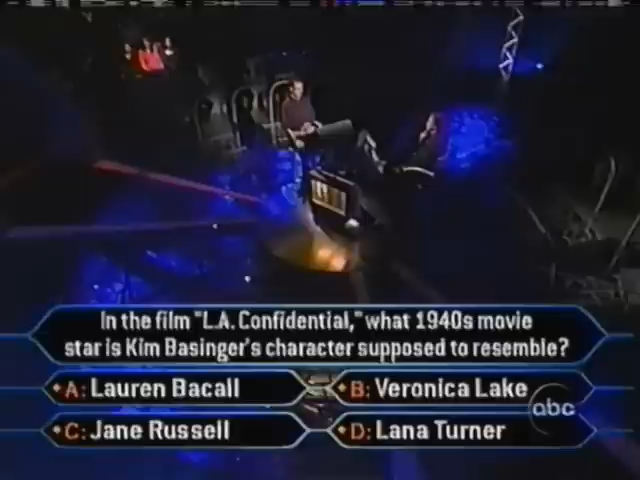 In the film "L.A. Confidential," what 1940s movie
star is Kim Basinger's character supposed to resemble?
A: Lauren Bacall
B: Veronica Lake
C: Jane Russell
D: Lana Turner
abc